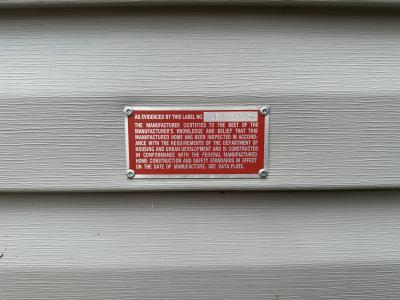 AS EVIDENCED BY THIS LABEL NO.
THE MANUFACTURER CERTIFIES TO THE BEST OF THE
MANUFACTURER'S KNOWLEDGE AND BELIEF THAT THIS
MANUFACTURED HOME HAS BEEN INSPECTED IN ACCORD-
ANCE WITH THE REQUIREMENTS OF THE DEPARTMENT OF
HOUSING AND URBAN DEVELOPMENT AND IS CONSTRUCTED
IN CONFORMANCE WITH THE FEDERAL MANUFACTURED
HOME CONSTRUCTION AND SAFETY STANDARDS IN EFFECT
ON THE DATE OF MANUFACTURE. SEE DATA PLATE.